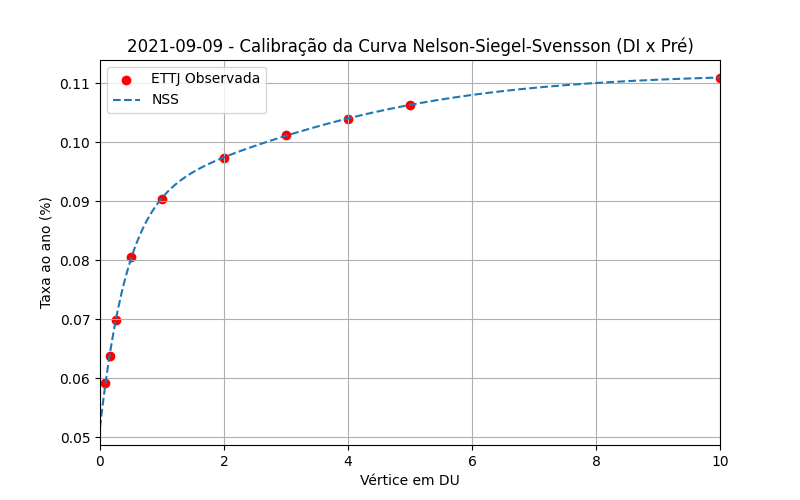 2021-09-09 - Calibração da Curva Nelson-Siegel-Svensson (DI x Pré)
ETTJ Observada
NSS
Taxa ao ano (%)
0.11
0.10
0.09
0.08
0.07
0.06
0.05
0 2 4 6 8 10
Vértice em DU